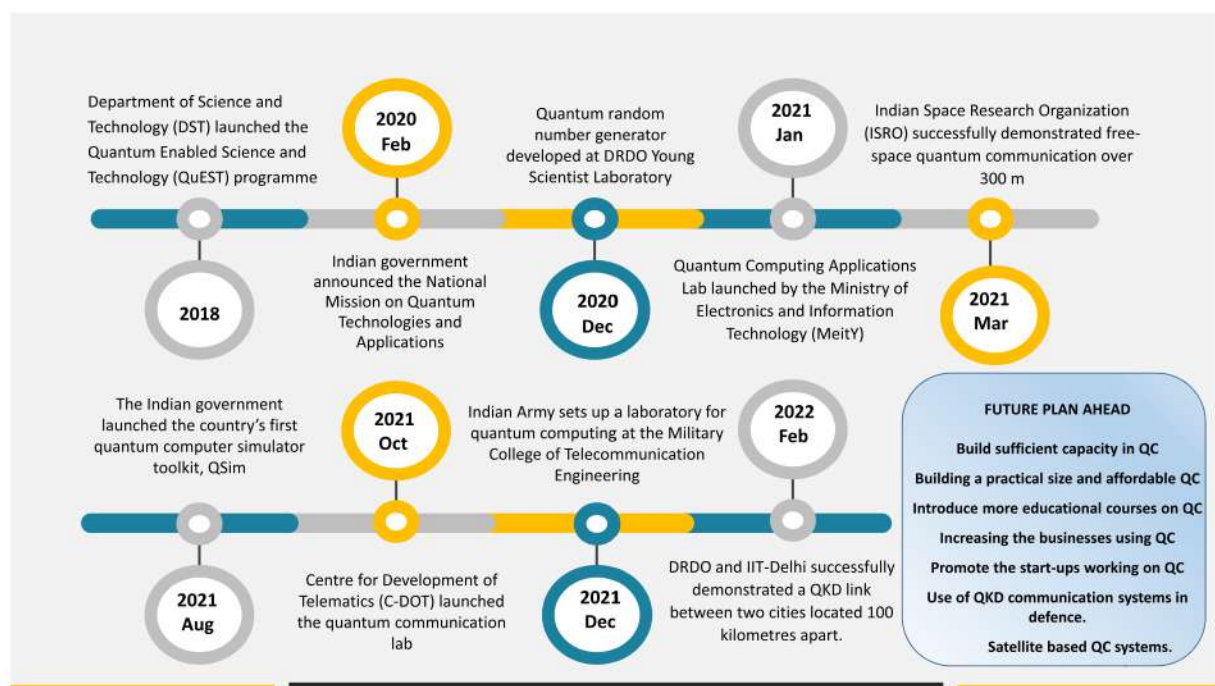 Department of Science and
Technology (DST) launched the
Quantum Enabled Science and
Technology (QuEST) programme
2018
2020
Feb
Indian government
announced the National
Mission on Quantum
Technologies and
Applications
Quantum random
number generator
developed at DRDO Young
Scientist Laboratory
2020
Dec
2021
Jan
Quantum Computing Applications
Lab launched by the Ministry of
Electronics and Information
Technology (MeitY)
Indian Space Research Organization
(ISRO) successfully demonstrated free-
space quantum communication over
300 m
2021
Mar
The Indian government
launched the country's first
quantum computer simulator
toolkit, QSim
2021
Aug
2021
Oct
Centre for Development of
Telematics (C-DOT) launched
the quantum communication
lab
Indian Army sets up a laboratory for
quantum computing at the Military
College of Telecommunication
Engineering
2021
Dec
2022
Feb
DRDO and IIT-Delhi successfully
demonstrated a QKD link
between two cities located 100
kilometres apart.
FUTURE PLAN AHEAD
Build sufficient capacity in QC
Building a practical size and affordable QC
Introduce more educational courses on QC
Increasing the businesses using QC
Promote the start-ups working on QC
Use of QKD communication systems in
defence.
Satellite based QC systems.